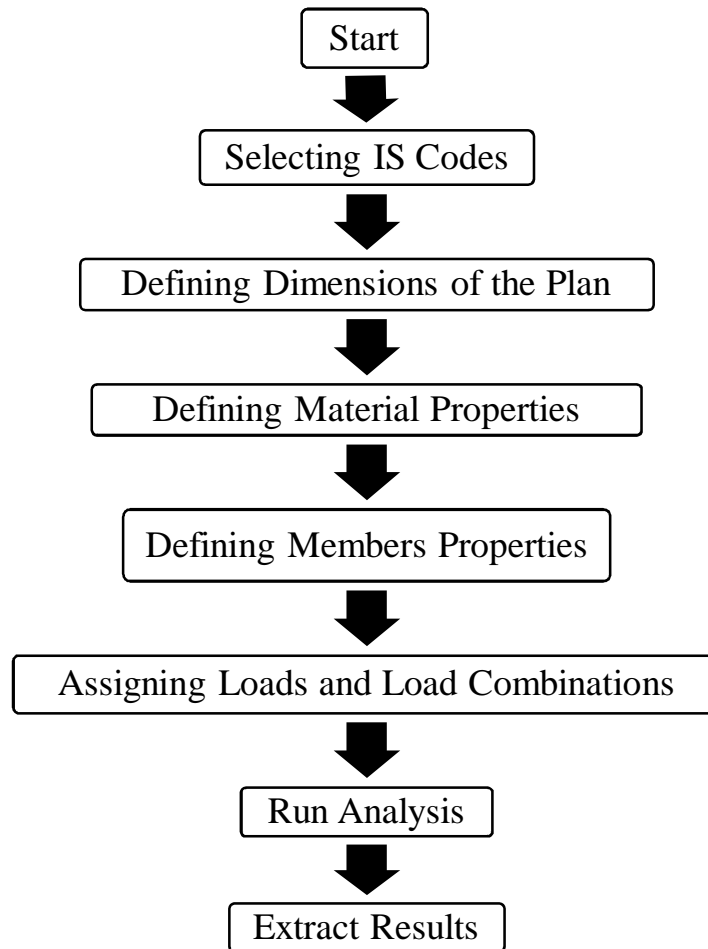 Start
Selecting IS Codes
Defining Dimensions of the Plan
Defining Material Properties
Defining Members Properties
Assigning Loads and Load Combinations
Run Analysis
Extract Results